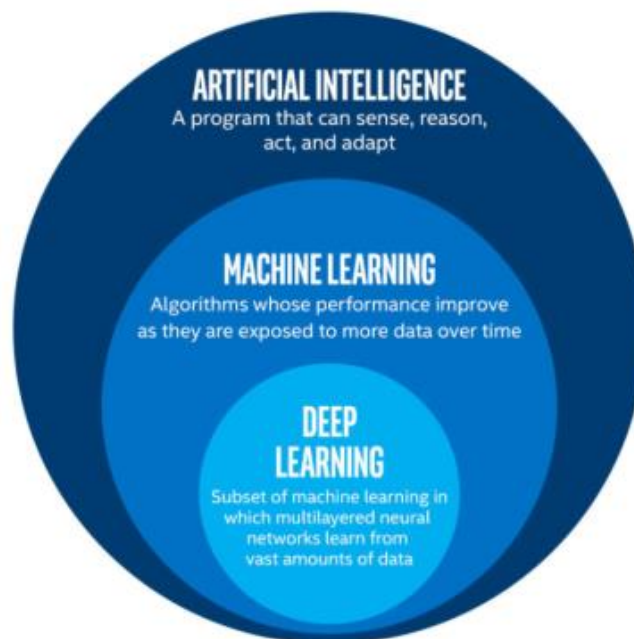 ARTIFICIAL INTELLIGENCE
A program that can sense, reason,
act, and adapt
MACHINE LEARNING
Algorithms whose performance improve
as they are exposed to more data over time
DEEP
LEARNING
Subset of machine learning in
which multilayered neural
networks learn from
vast amounts of data